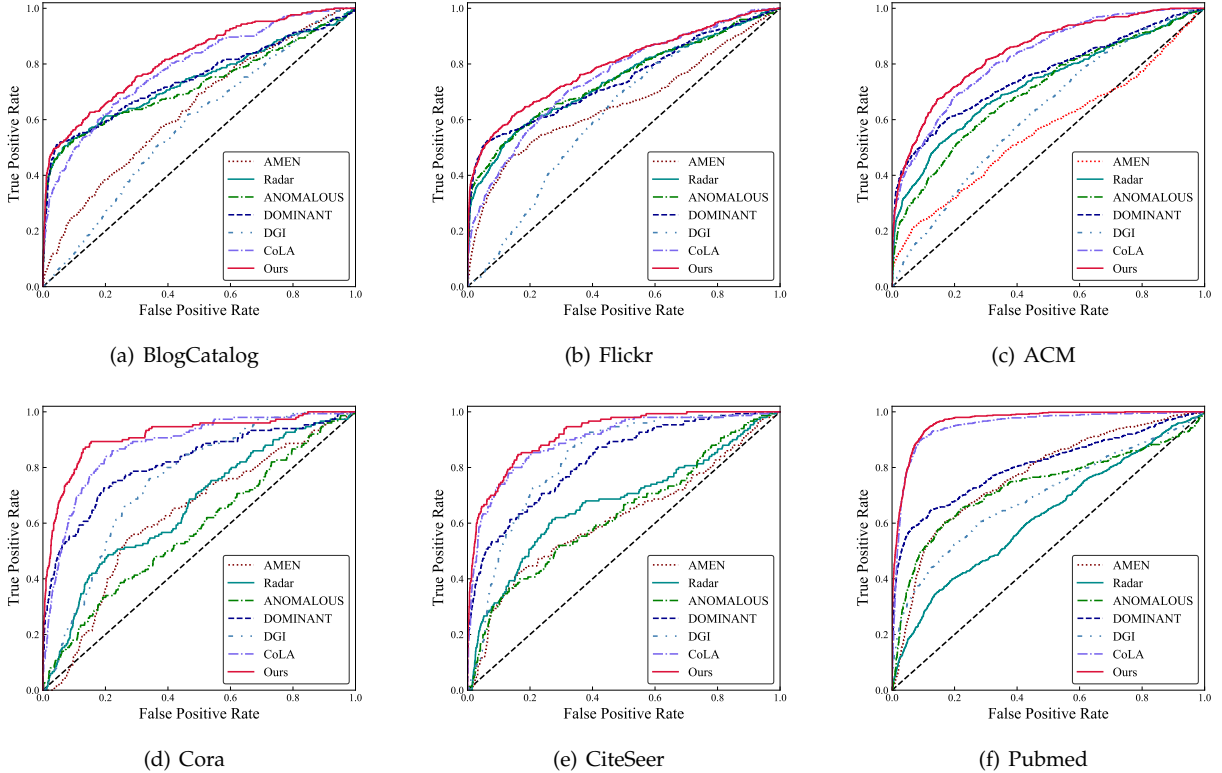 True Positive Rate
1.0
0.8
0.6
0.4
0.2
0.0
AMEN
Radar
ANOMALOUS
DOMINANT
DGI
CoLA
Ours
0.0 0.2 0.4 0.6 0.8 1.0
False Positive Rate
(a) BlogCatalog
True Positive Rate
1.0
0.8
0.6
0.4
0.2
0.0
AMEN
Radar
ANOMALOUS
DOMINANT
DGI
CoLA
Ours
0.0 0.2 0.4 0.6 0.8 1.0
False Positive Rate
(b) Flickr
True Positive Rate
1.0
0.8
0.6
0.4
0.2
0.0
AMEN
Radar
ANOMALOUS
DOMINANT
DGI
CoLA
Ours
0.0 0.2 0.4 0.6 0.8 1.0
False Positive Rate
(c) ACM
True Positive Rate
1.0
0.8
0.6
0.4
0.2
0.0
AMEN
Radar
ANOMALOUS
DOMINANT
DGI
CoLA
Ours
0.0 0.2 0.4 0.6 0.8 1.0
False Positive Rate
(d) Cora
True Positive Rate
1.0
0.8
0.6
0.4
0.2
0.0
AMEN
Radar
ANOMALOUS
DOMINANT
DGI
CoLA
Ours
0.0 0.2 0.4 0.6 0.8 1.0
False Positive Rate
(e) CiteSeer
True Positive Rate
1.0
0.8
0.6
0.4
0.2
0.0
AMEN
Radar
ANOMALOUS
DOMINANT
DGI
CoLA
Ours
0.0 0.2 0.4 0.6 0.8 1.0
False Positive Rate
(f) Pubmed